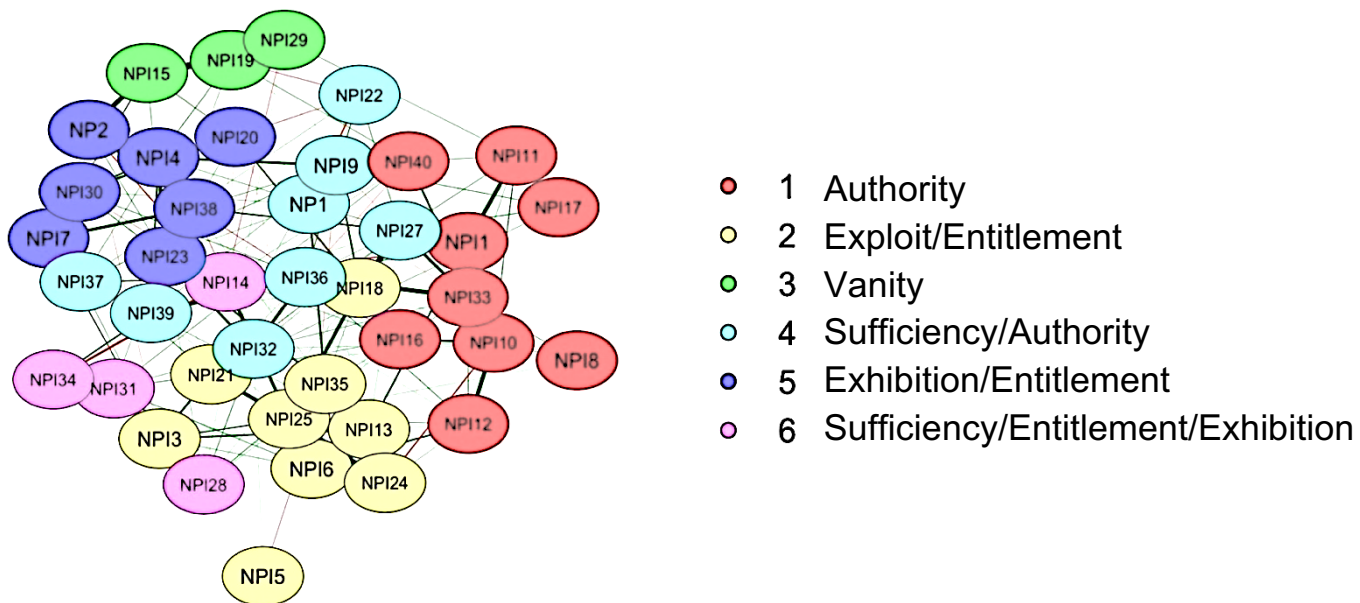 NPI29
NPI19
NPI15
NPI22
NP2
NPI20
NPI4
NPI9
NPI40
NPI11
NPI30
NPI38
NP1
NPI17
NPI7
NPI27
NPI1
NPI23
NPI37
NPI14
NPI36
NPI18
NPI33
NPI39
NPI32
NPI16
NPI10
NPI8
NPI34
NPI31
NPI21
NPI35
NPI25
NPI13
NPI12
NPI3
NPI6
NPI24
NPI28
NPI5
1 Authority
2 Exploit/Entitlement
3 Vanity
4 Sufficiency/Authority
5 Exhibition/Entitlement
6 Sufficiency/Entitlement/Exhibition